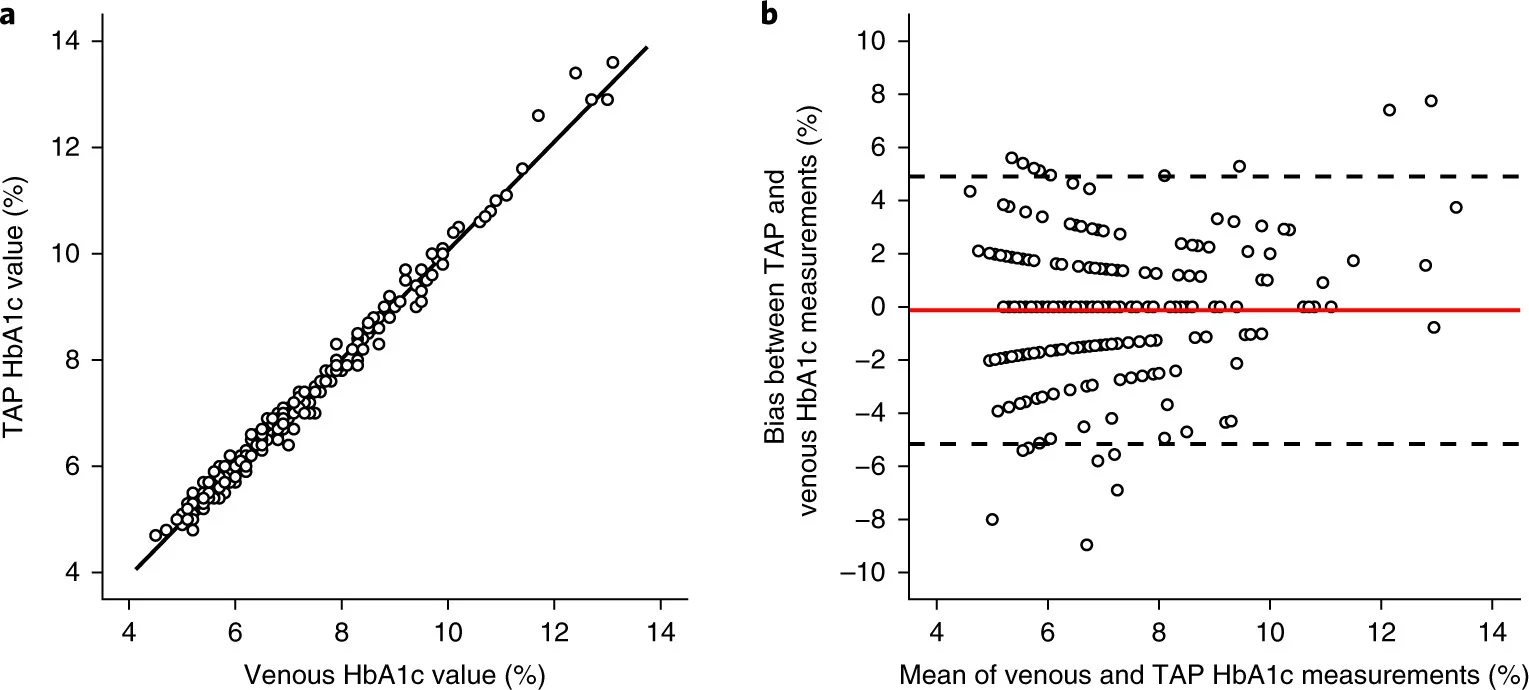 a
14
12
10
8
6
4
4 6 8 10 12 14
TAP HbA1c value (%)
Venous HbA1c value (%)
b
10
8
6
4
2
0
−2
−4
−6
−8
−10
4 6 8 10 12 14
Bias between TAP and
venous HbA1c measurements (%)
Mean of venous and TAP HbA1c measurements (%)